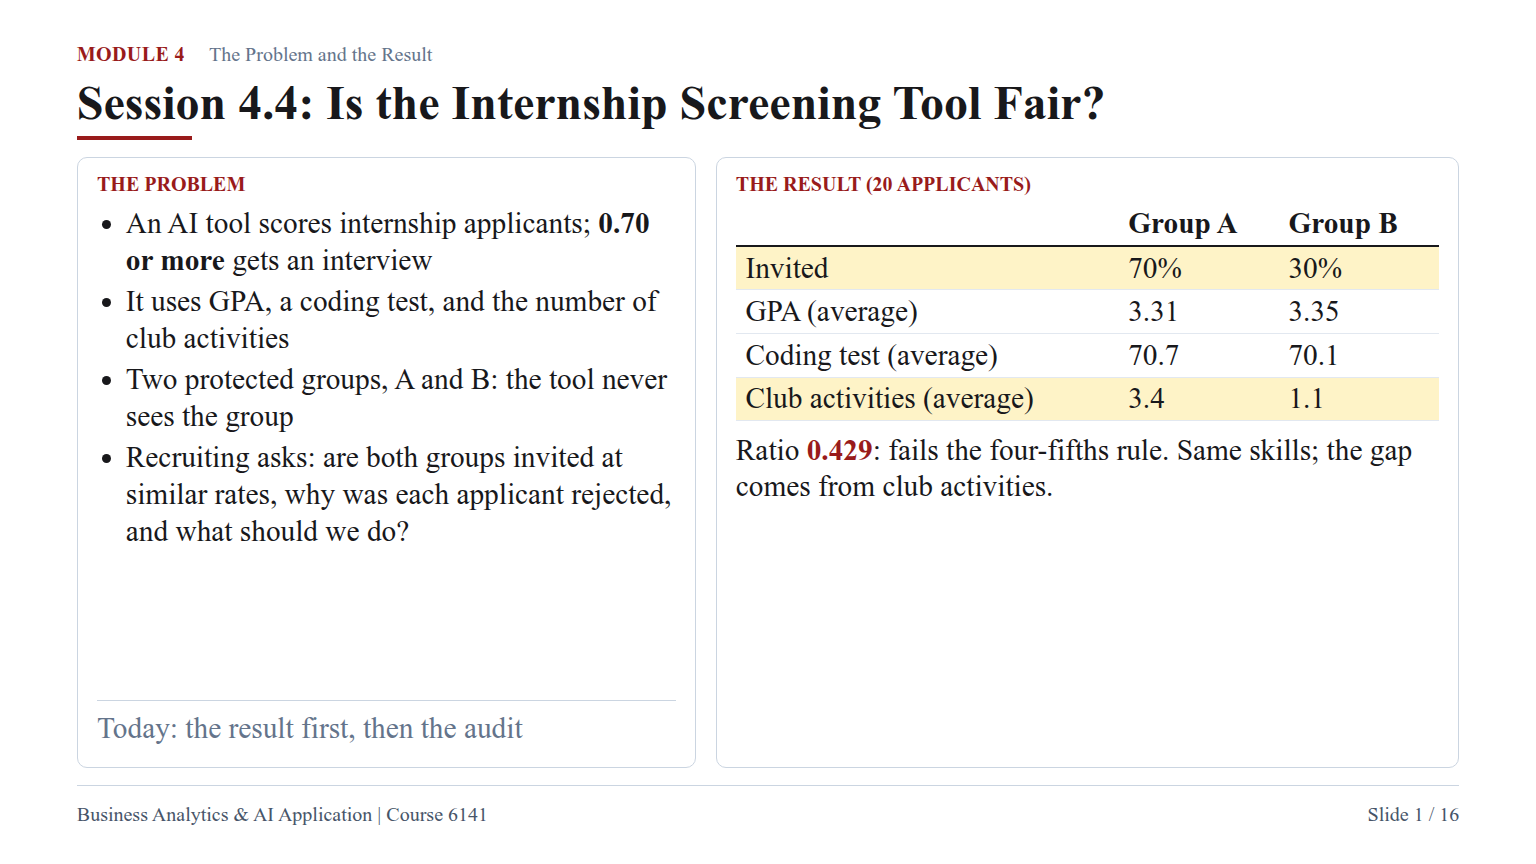 MODULE 4 The Problem and the Result
Session 4.4: Is the Internship Screening Tool Fair?
THE PROBLEM
• An AI tool scores internship applicants; 0.70
or more gets an interview
• It uses GPA, a coding test, and the number of
club activities
• Two protected groups, A and B: the tool never
sees the group
• Recruiting asks: are both groups invited at
similar rates, why was each applicant rejected,
and what should we do?
Today: the result first, then the audit
THE RESULT (20 APPLICANTS)
Group A Group B
Invited 70% 30%
GPA (average) 3.31 3.35
Coding test (average) 70.7 70.1
Club activities (average) 3.4 1.1
Ratio 0.429: fails the four-fifths rule. Same skills; the gap
comes from club activities.
Business Analytics & AI Application | Course 6141
Slide 1 / 16